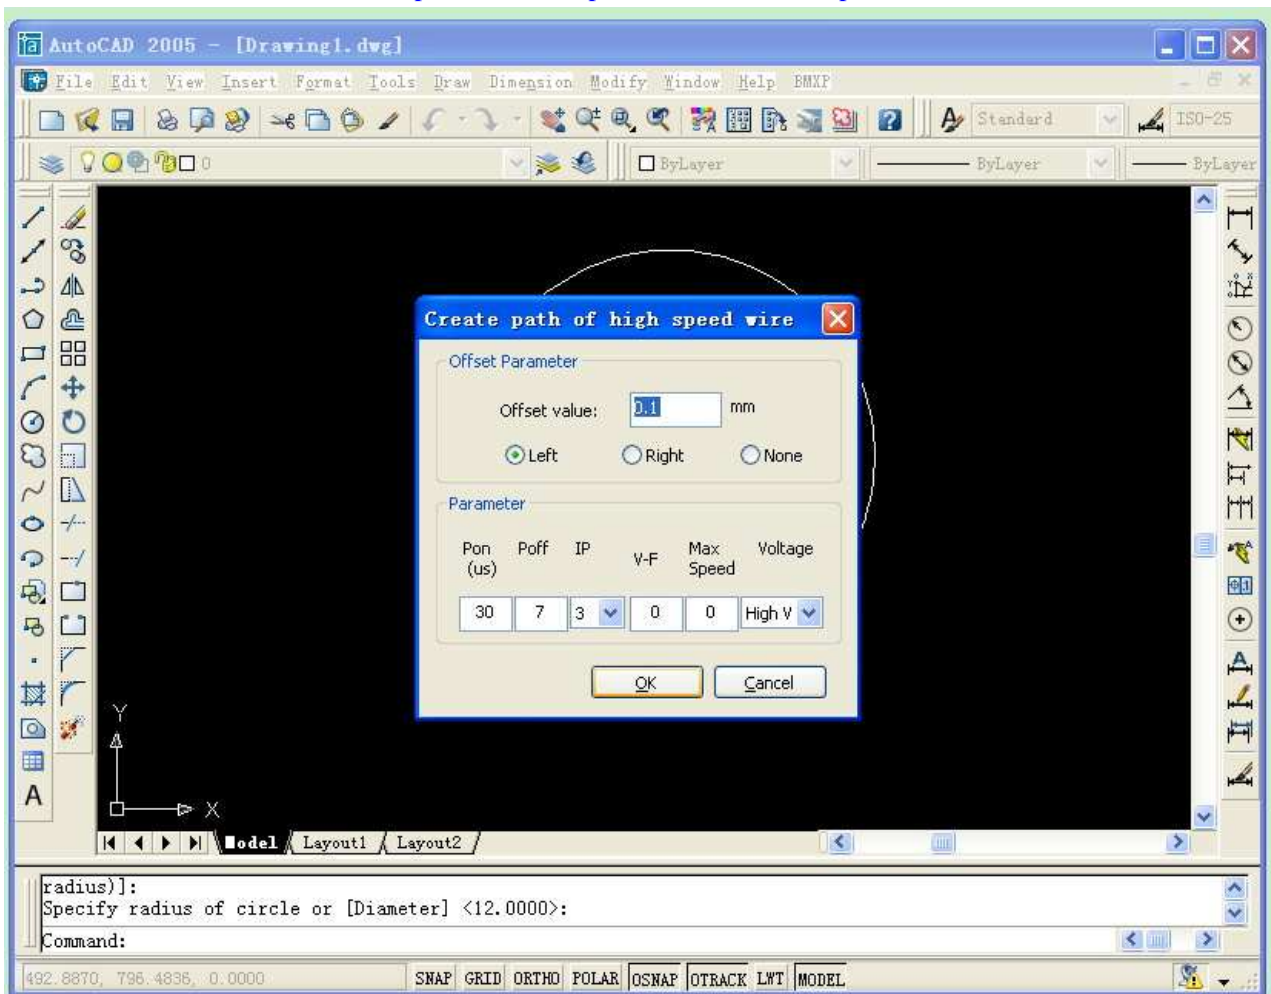 AutoCAD 2005 - [Drawing1.dwg]
File Edit View Insert Format Tools Draw Dimension Modify Window Help BMXP
Standard ISO-25
0 ByLayer ByLayer ByLayer
Create path of high speed wire
Offset Parameter
Offset value: 0.1 mm
Left Right None
Parameter
Pon (us) Poff IP V-F Max Speed Voltage
30 7 3 0 0 High V
OK Cancel
Y
X
A
Model Layout1 Layout2
radius)]:
Specify radius of circle or [Diameter] <12.0000>:
Command:
492.8870, 796.4836, 0.0000 SNAP GRID ORTHO POLAR OSNAP OTRACK LWT MODEL